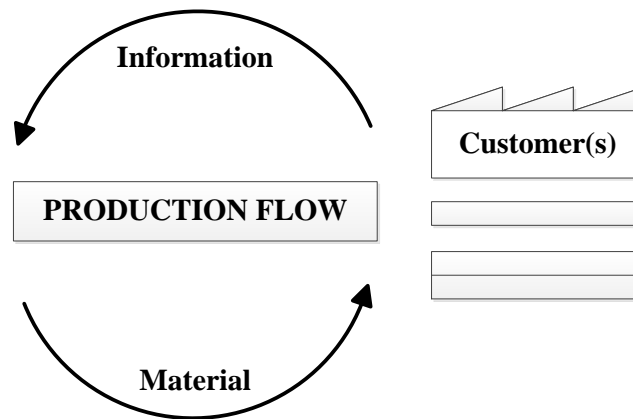 Information
Customer(s)
PRODUCTION FLOW
Material